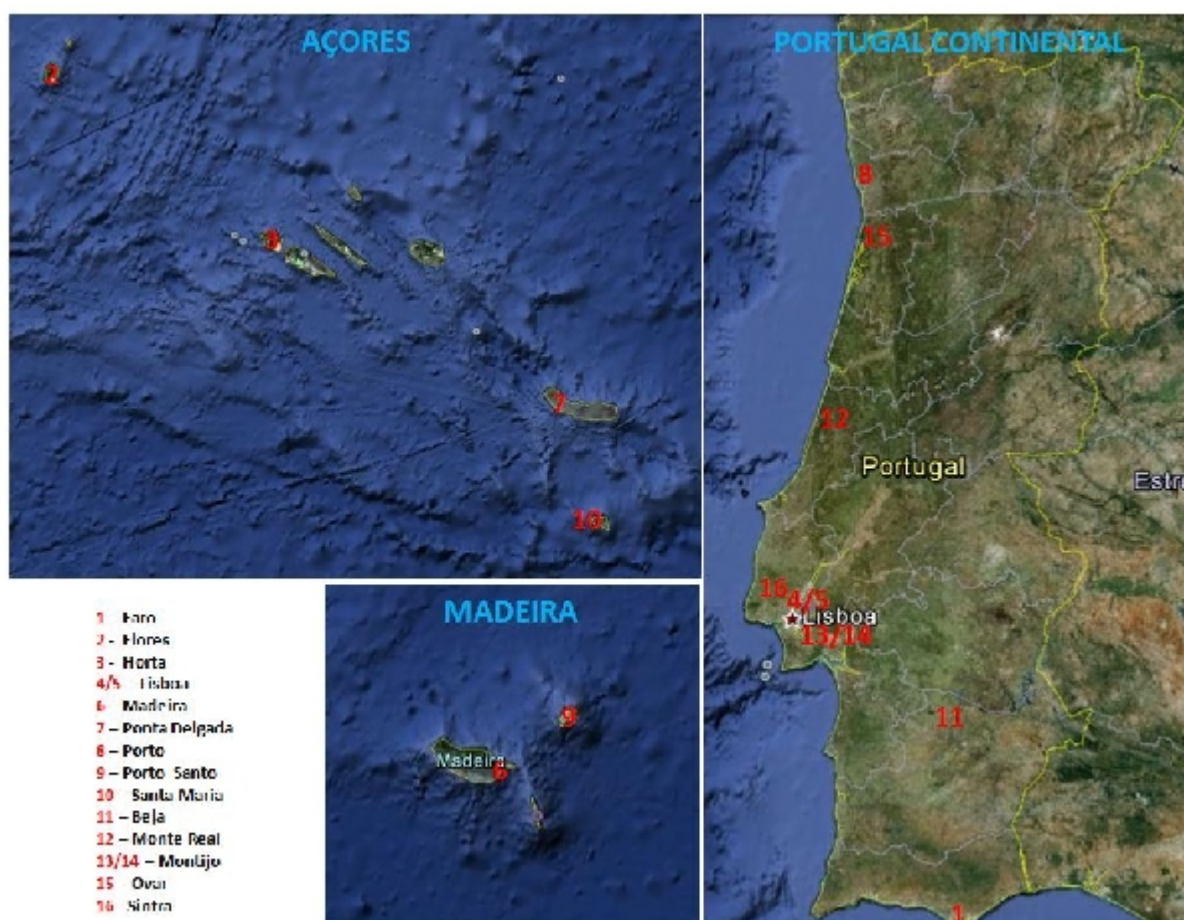 AÇORES
PORTUGAL CONTINENTAL
2
3
7
10
8
15
12
Portugal
Estr
16
4/5
Lisboa
13/14
11
1
MADEIRA
9
Madeira
6
1 - Faro
2 - Flores
3 - Horta
4/5 - Lisboa
6 - Madeira
7 – Ponta Delgada
8 – Porto
9 – Porto Santo
10 - Santa Maria
11 – Beja
12 – Monte Real
13/14 – Montijo
15 - Ovar
16 - Sintra